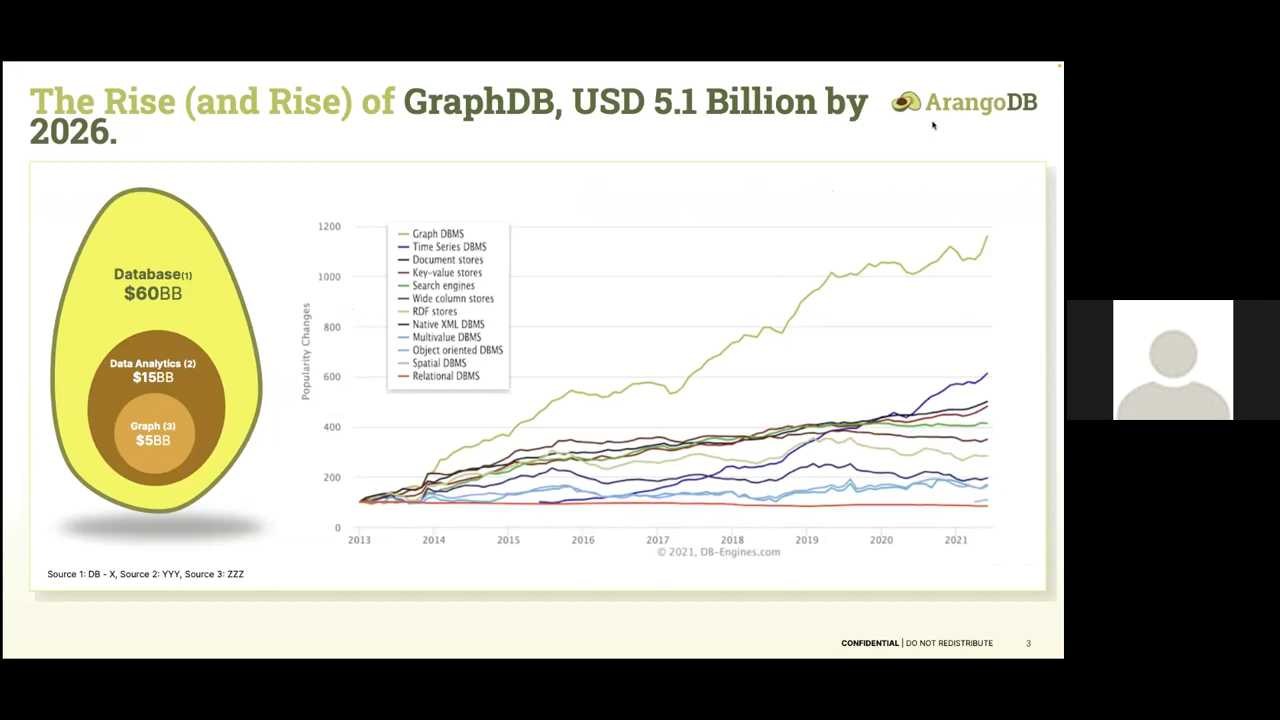 The Rise (and Rise) of GraphDB, USD 5.1 Billion by
2026.
ArangoDB
Database(1)
$60BB
Data Analytics (2)
$15BB
Graph (3)
$5BB
Source 1: DB - X, Source 2: YYY, Source 3: ZZZ
Popularity Changes
1200
1000
800
600
400
200
0
Graph DBMS
Time Series DBMS
Document stores
Key-value stores
Search engines
Wide column stores
RDF stores
Native XML DBMS
Multivalue DBMS
Object oriented DBMS
Spatial DBMS
Relational DBMS
2013 2014 2015 2016 2017 2018 2019 2020 2021
© 2021, DB-Engines.com
CONFIDENTIAL | DO NOT REDISTRIBUTE 3